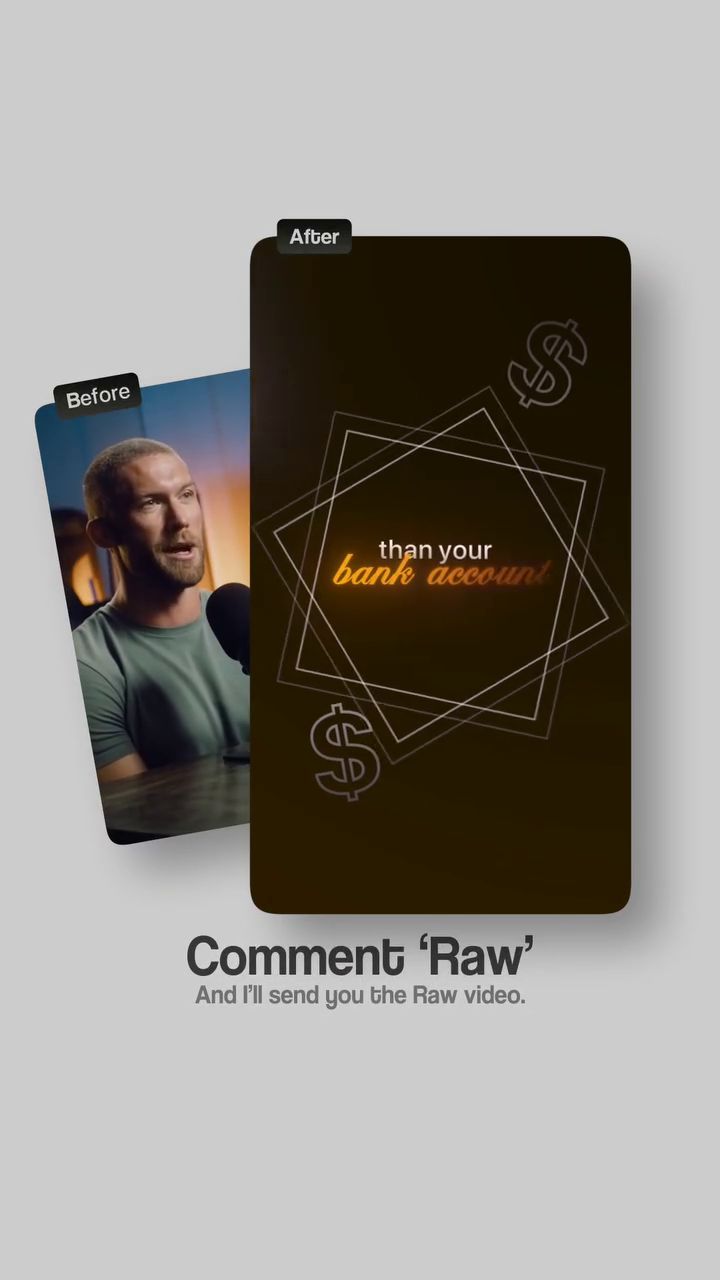 After
Before
than your
bank account
Comment ‘Raw’
And I’ll send you the Raw video.